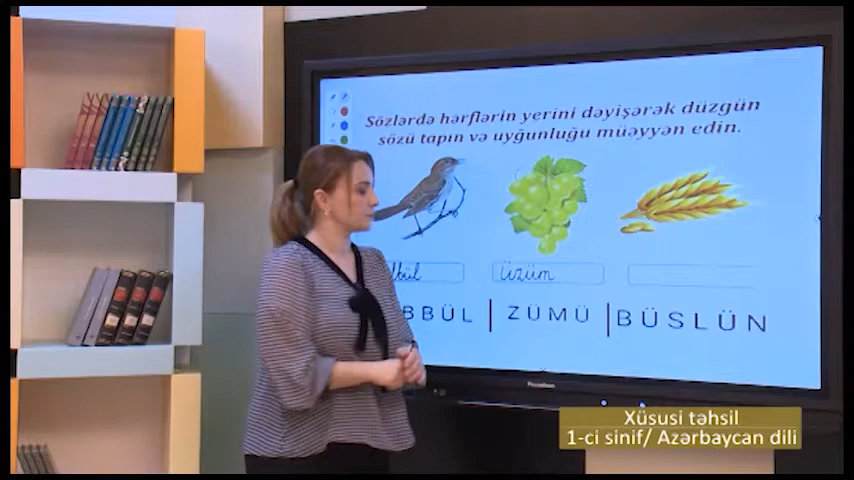 Sözlərdə hərflərin yerini dəyişərək düzgün
sözü tapın və uyğunluğu müəyyən edin.
Üzüm
ZÜMÜ BÜSLÜN
Xüsusi təhsil
1-ci sinif/ Azərbaycan dili